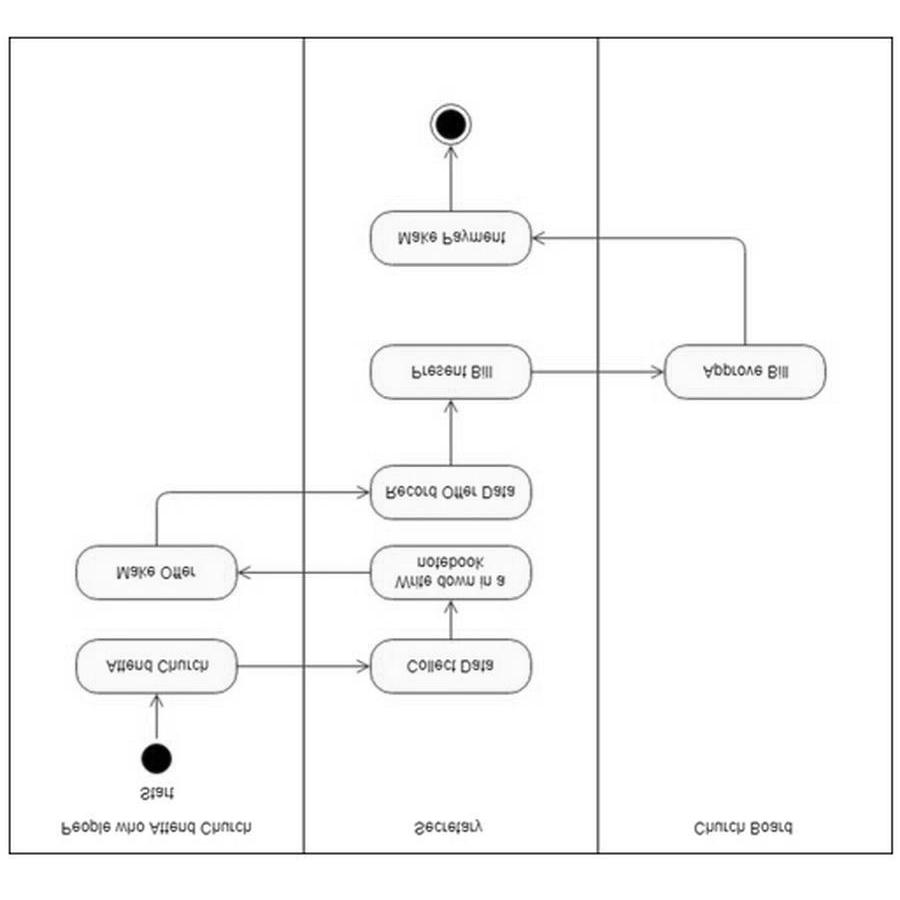 People who Attend Church
Secretary
Church Board
Start
Attend Church
Collect Data
Write down in a
notebook
Make Offer
Record Offer Data
Present Bill
Approve Bill
Make Payment